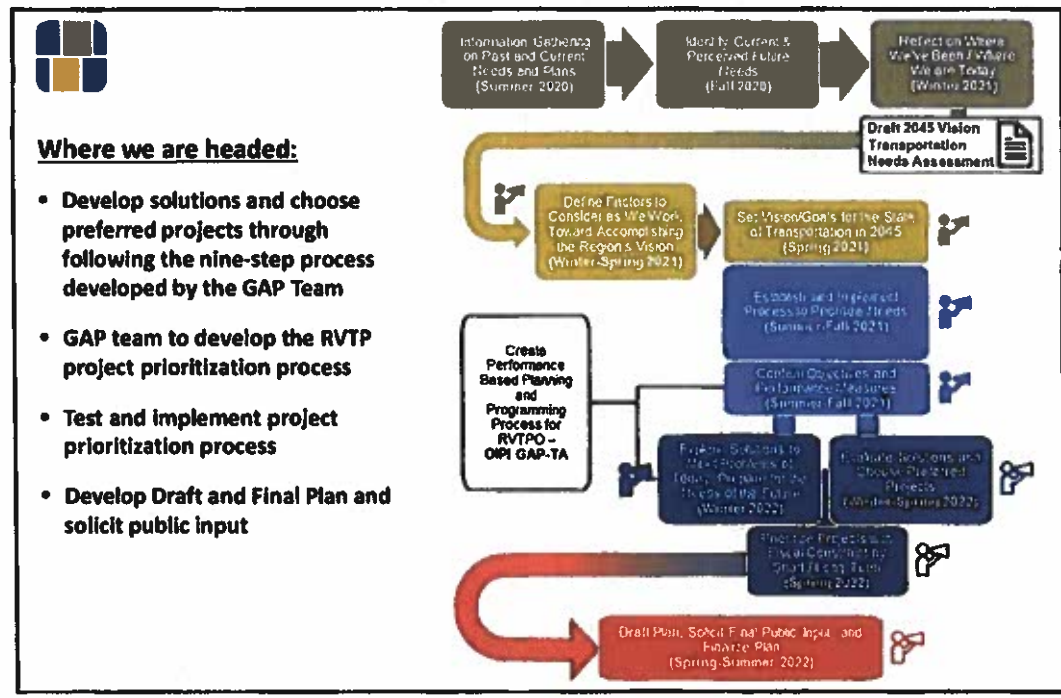 Where we are headed:
• Develop solutions and choose
preferred projects through
following the nine-step process
developed by the GAP Team
• GAP team to develop the RVTP
project prioritization process
• Test and implement project
prioritization process
• Develop Draft and Final Plan and
solicit public input
Information Gathering
on Past and Current
Needs and Plans
(Summer 2020)
Identify Current &
Perceived Future
Needs
(Fall 2020)
Reflection Where
We've Been / Where
We are Today
(Winter 2021)
Draft 2045 Vision
Transportation
Needs Assessment
Define Factors to
Consider as We Work
Toward Accomplishing
the Region's Vision
(Winter-Spring 2021)
Set Vision/Goals for the State
of Transportation in 2045
(Spring 2021)
Establish and Implement
Process to Prioritize Needs
(Summer-Fall 2021)
Create
Performance
Based Planning
and
Programming
Process for
RVTPO –
OIPI GAP-TA
Objectives and
Performance Measures
(Summer-Fall 2021)
Explore Solutions to
Problems of
Today, Prepare for the
Needs of the Future
(Winter 2022)
Evaluate Solutions and
Choose Preferred
Projects
(Winter-Spring 2022)
Prioritize Projects
Fiscal Constraint by
(Spring 2022)
Draft Plan, Solicit Final Public Input, and
Finalize Plan
(Spring-Summer 2022)